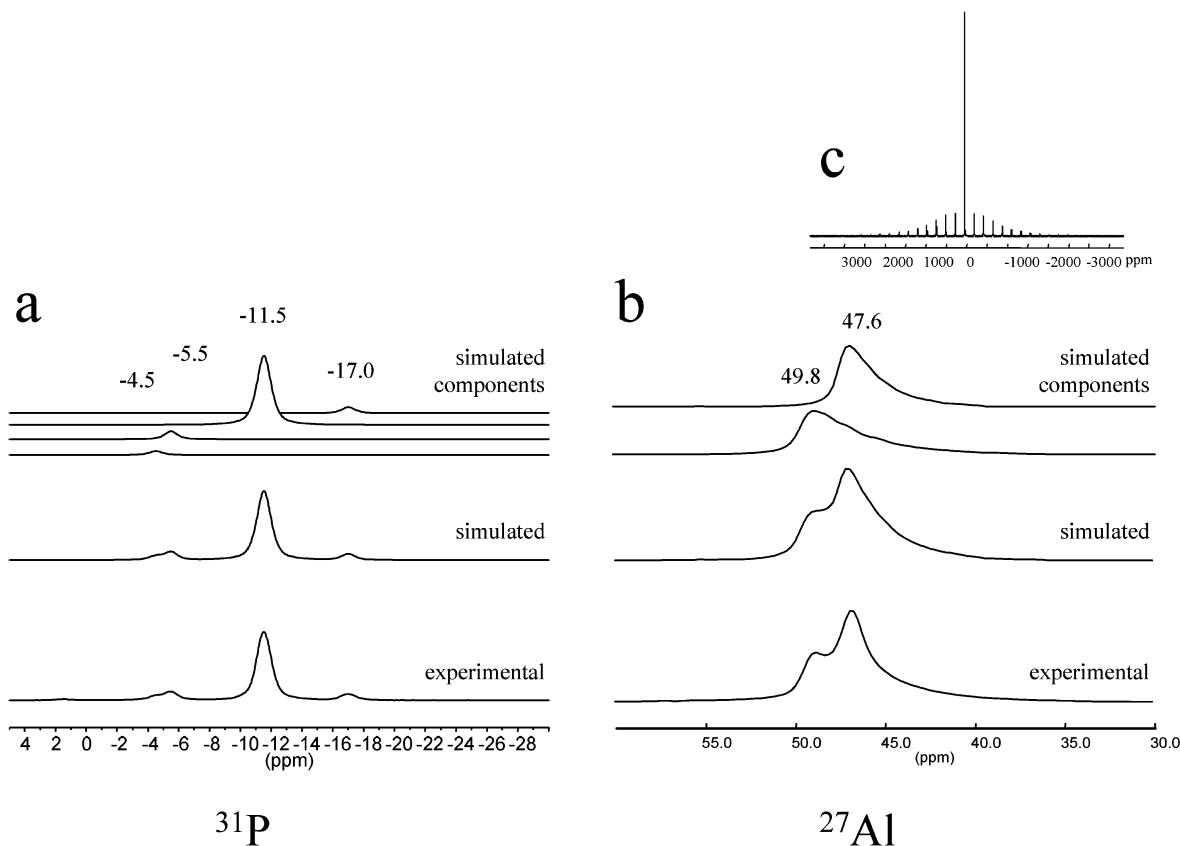 c
3000 2000 1000 0 -1000 -2000 -3000 ppm
a
-11.5
-5.5
-4.5
-17.0
simulated
components
simulated
experimental
4 2 0 -2 -4 -6 -8 -10 -12 -14 -16 -18 -20 -22 -24 -26 -28
(ppm)
31P
b
47.6
49.8
simulated
components
simulated
experimental
55.0 50.0 45.0 40.0 35.0 30.0
(ppm)
27Al